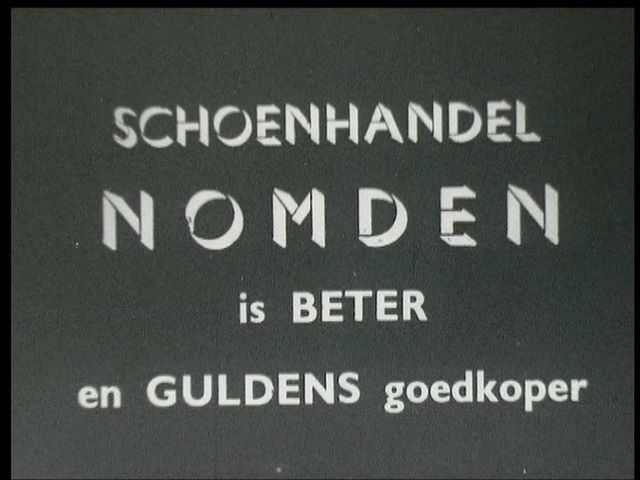 SCHOENHANDEL
NOMDEN
is BETER
en GULDENS goedkoper